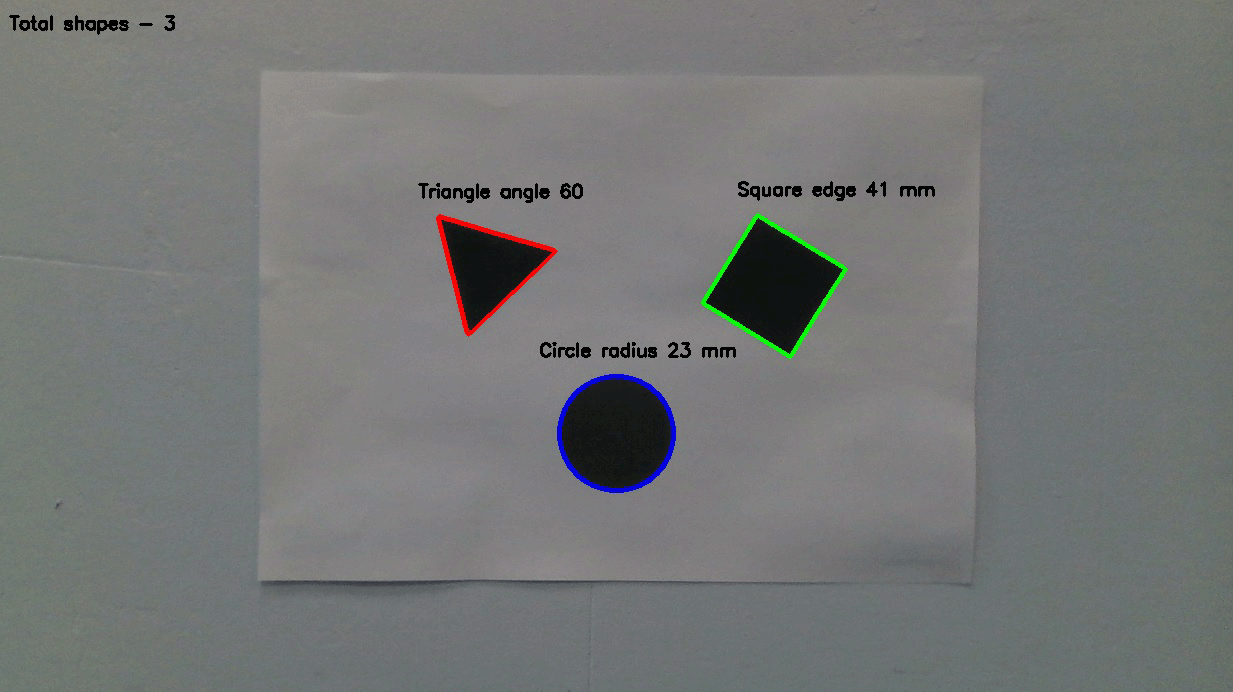 Total shapes - 3
Triangle angle 60
Square edge 41 mm
Circle radius 23 mm